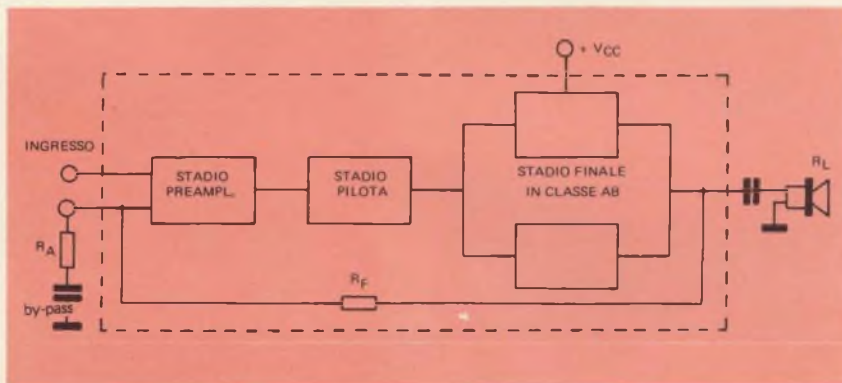 + VCC
INGRESSO
STADIO
PREAMPL.
STADIO
PILOTA
STADIO FINALE
IN CLASSE AB
RL
RA
by-pass
RF